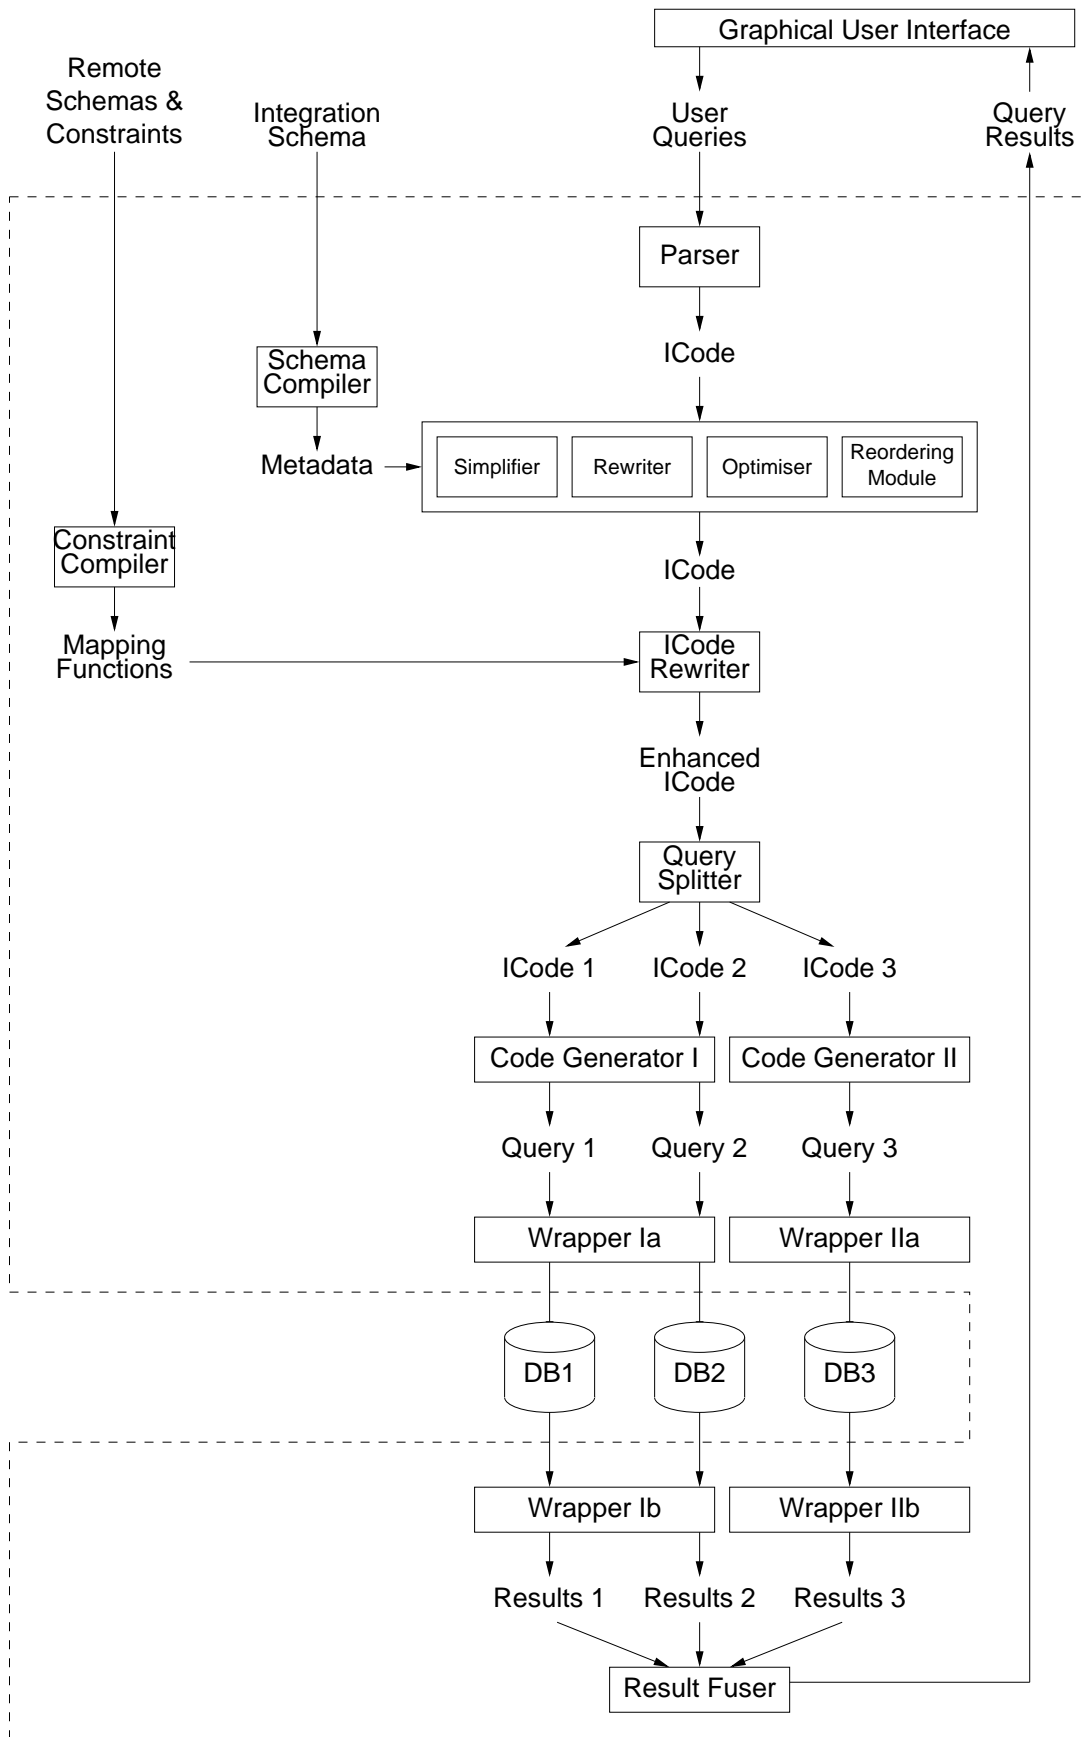 Graphical User Interface
Remote
Schemas &
Constraints
Integration
Schema
User
Queries
Query
Results
Parser
ICode
Schema
Compiler
Metadata
Simplifier
Rewriter
Optimiser
Reordering
Module
Constraint
Compiler
ICode
Mapping
Functions
ICode
Rewriter
Enhanced
ICode
Query
Splitter
ICode 1
ICode 2
ICode 3
Code Generator I
Code Generator II
Query 1
Query 2
Query 3
Wrapper Ia
Wrapper IIa
DB1
DB2
DB3
Wrapper Ib
Wrapper IIb
Results 1
Results 2
Results 3
Result Fuser